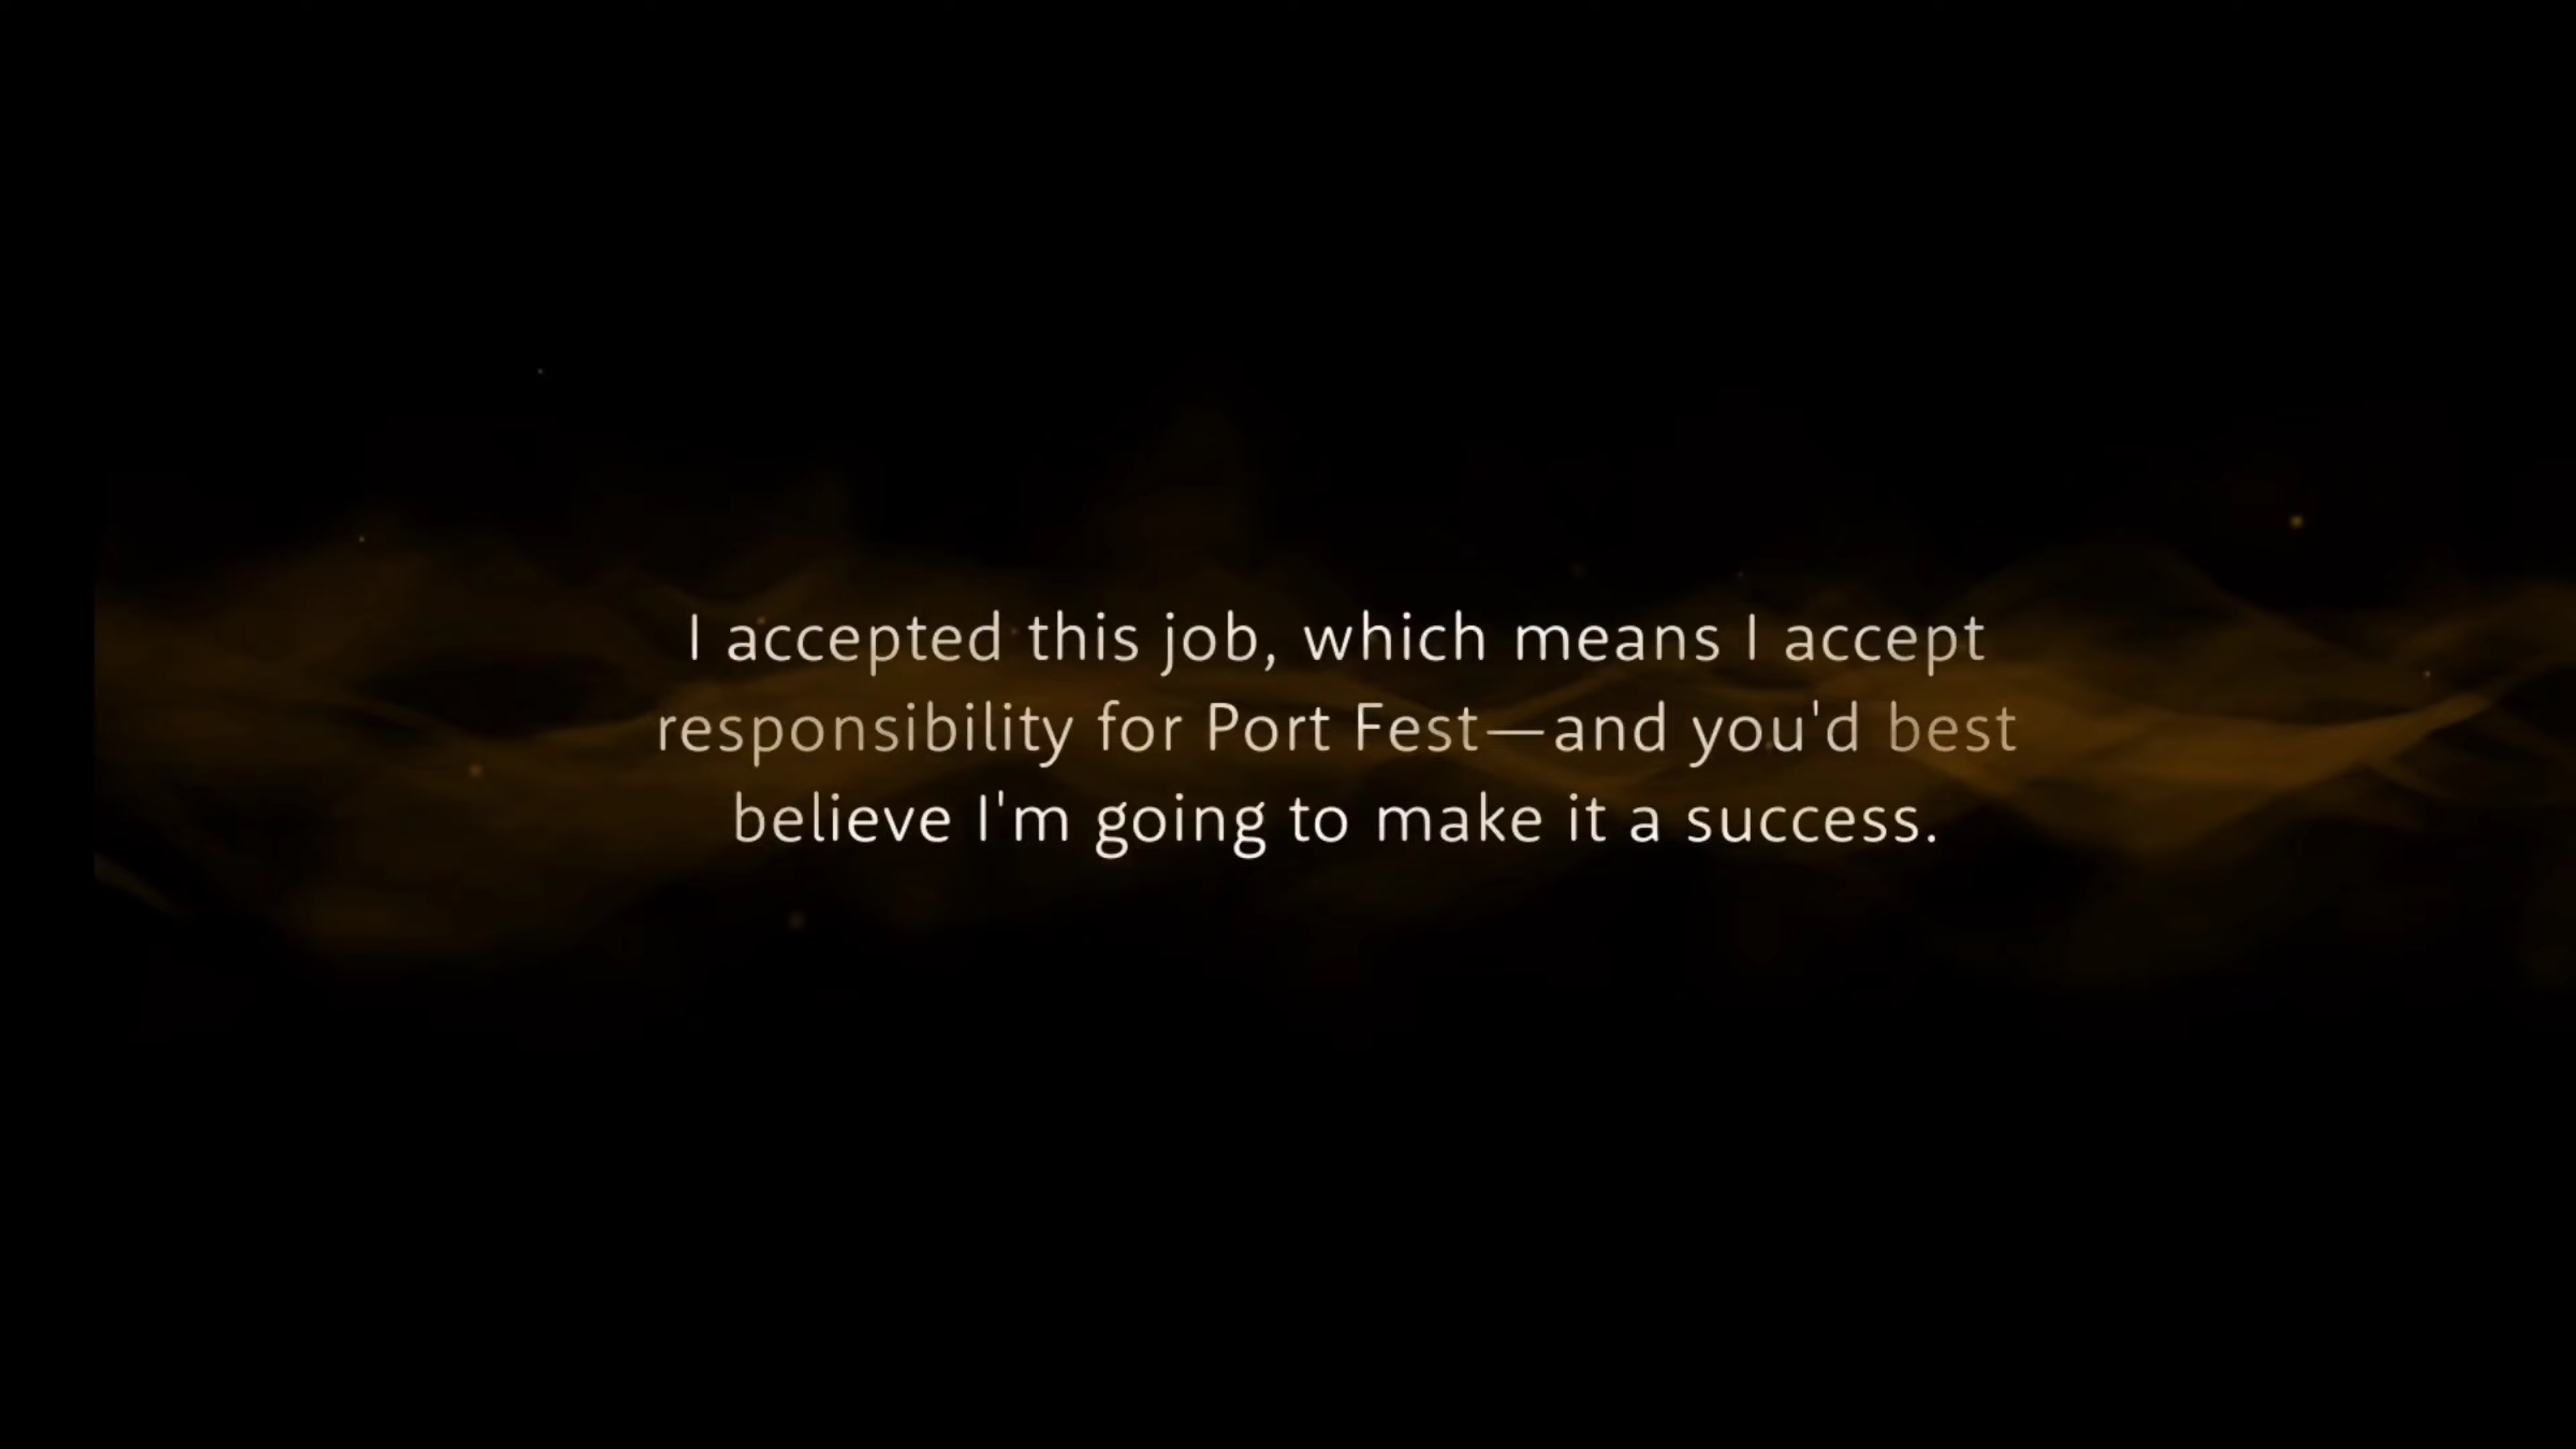 I accepted this job, which means I accept
responsibility for Port Fest—and you'd best
believe I'm going to make it a success.